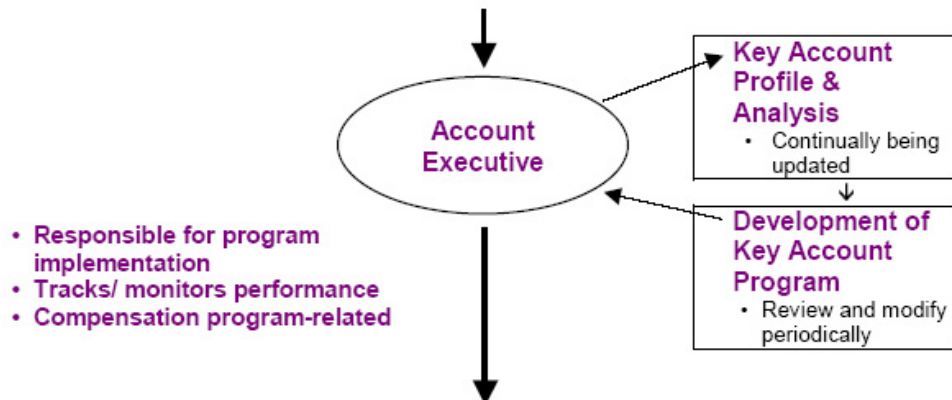 Key Account
Profile &
Analysis
• Continually being
updated
Account
Executive
Development of
Key Account
Program
• Review and modify
periodically
• Responsible for program
implementation
• Tracks/ monitors performance
• Compensation program-related